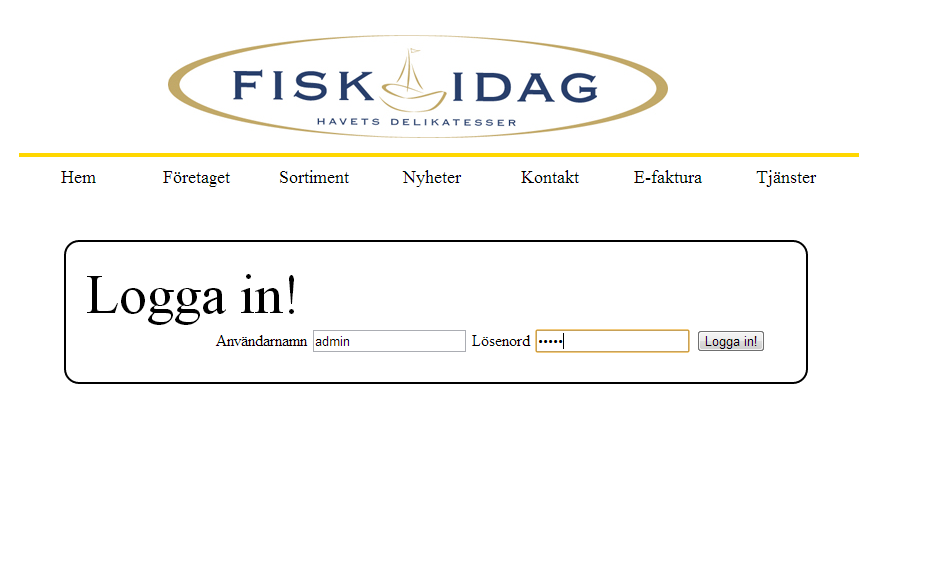 FISK IDAG
HAVETS DELIKATESSER
Hem Företaget Sortiment Nyheter Kontakt E-faktura Tjänster
Logga in!
Användarnamn admin Lösenord ••••• Logga in!